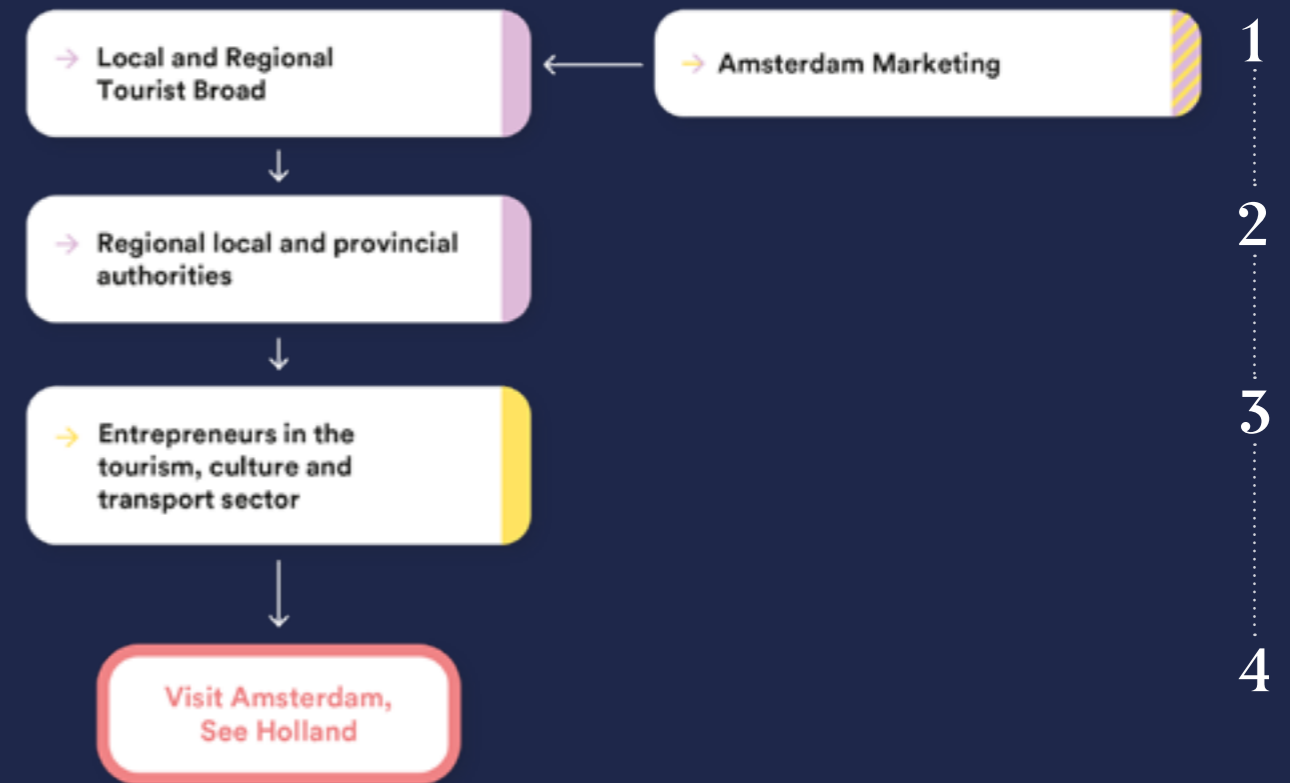 Local and Regional
Tourist Broad
Amsterdam Marketing
1
Regional local and provincial
authorities
2
Entrepreneurs in the
tourism, culture and
transport sector
3
Visit Amsterdam,
See Holland
4